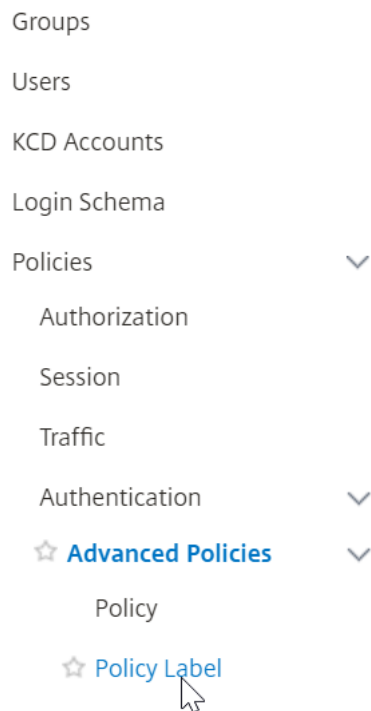 Groups
Users
KCD Accounts
Login Schema
Policies
Authorization
Session
Traffic
Authentication
Advanced Policies
Policy
Policy Label